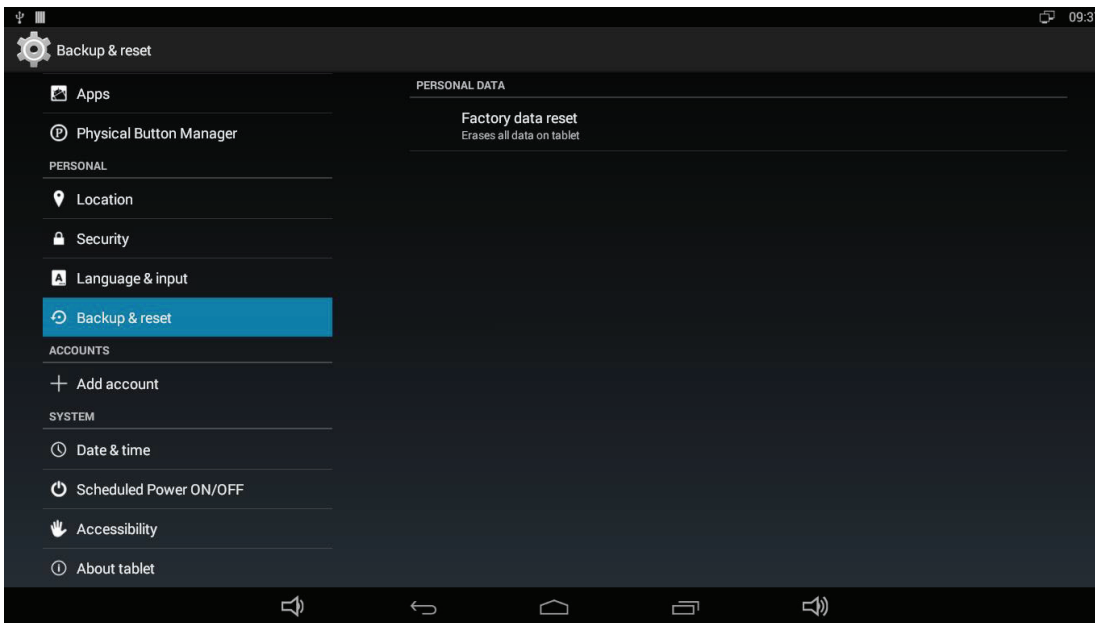 09:3
Backup & reset
Apps
Physical Button Manager
PERSONAL
Location
Security
Language & input
Backup & reset
ACCOUNTS
Add account
SYSTEM
Date & time
Scheduled Power ON/OFF
Accessibility
About tablet
PERSONAL DATA
Factory data reset
Erases all data on tablet